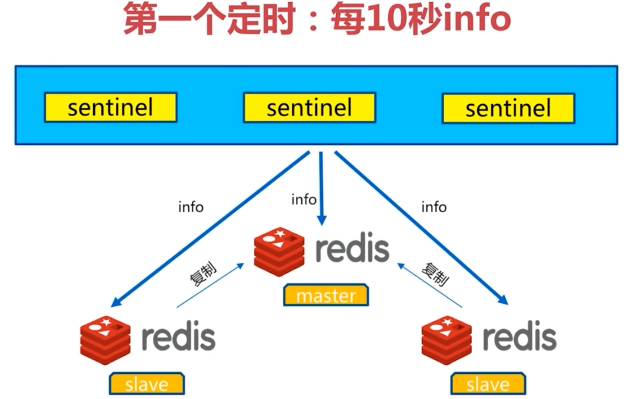 第一个定时：每10秒info
sentinel
sentinel
sentinel
info
info
info
redis
复制
复制
master
redis
redis
slave
slave